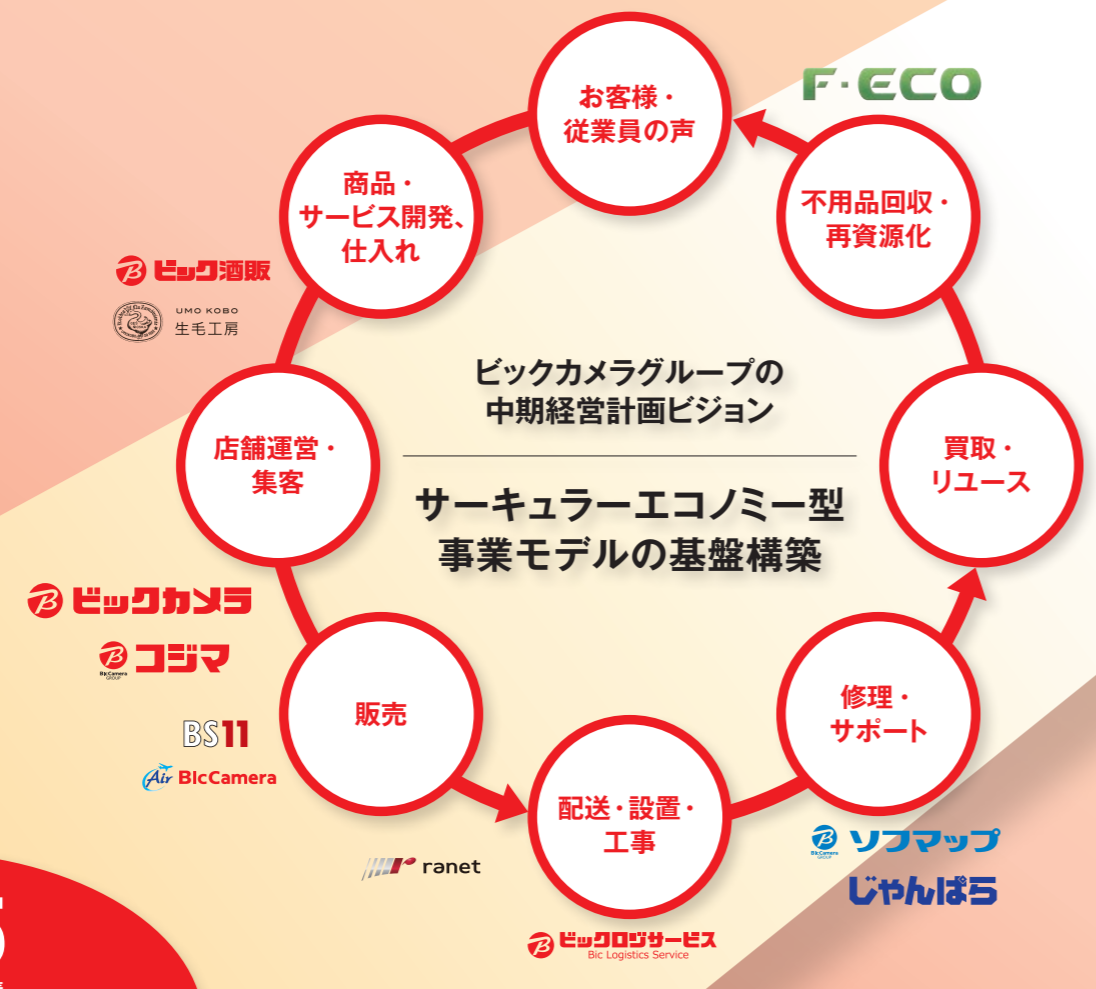 お客様・
従業員の声
F·ECO
商品・
サービス開発、
仕入れ
不用品回収・
再資源化
ビック酒販
UMO KOBO
生毛工房
ビックカメラグループの
中期経営計画ビジョン
店舗運営・
集客
買取・
リユース
サーキュラーエコノミー型
事業モデルの基盤構築
ビックカメラ
コジマ
BicCamera
GROUP
販売
修理・
サポート
BS11
Air BicCamera
配送・設置・
工事
ranet
BicCamera
GROUP
ソフマップ
じゃんぱら
ビックロジサービス
Bic Logistics Service